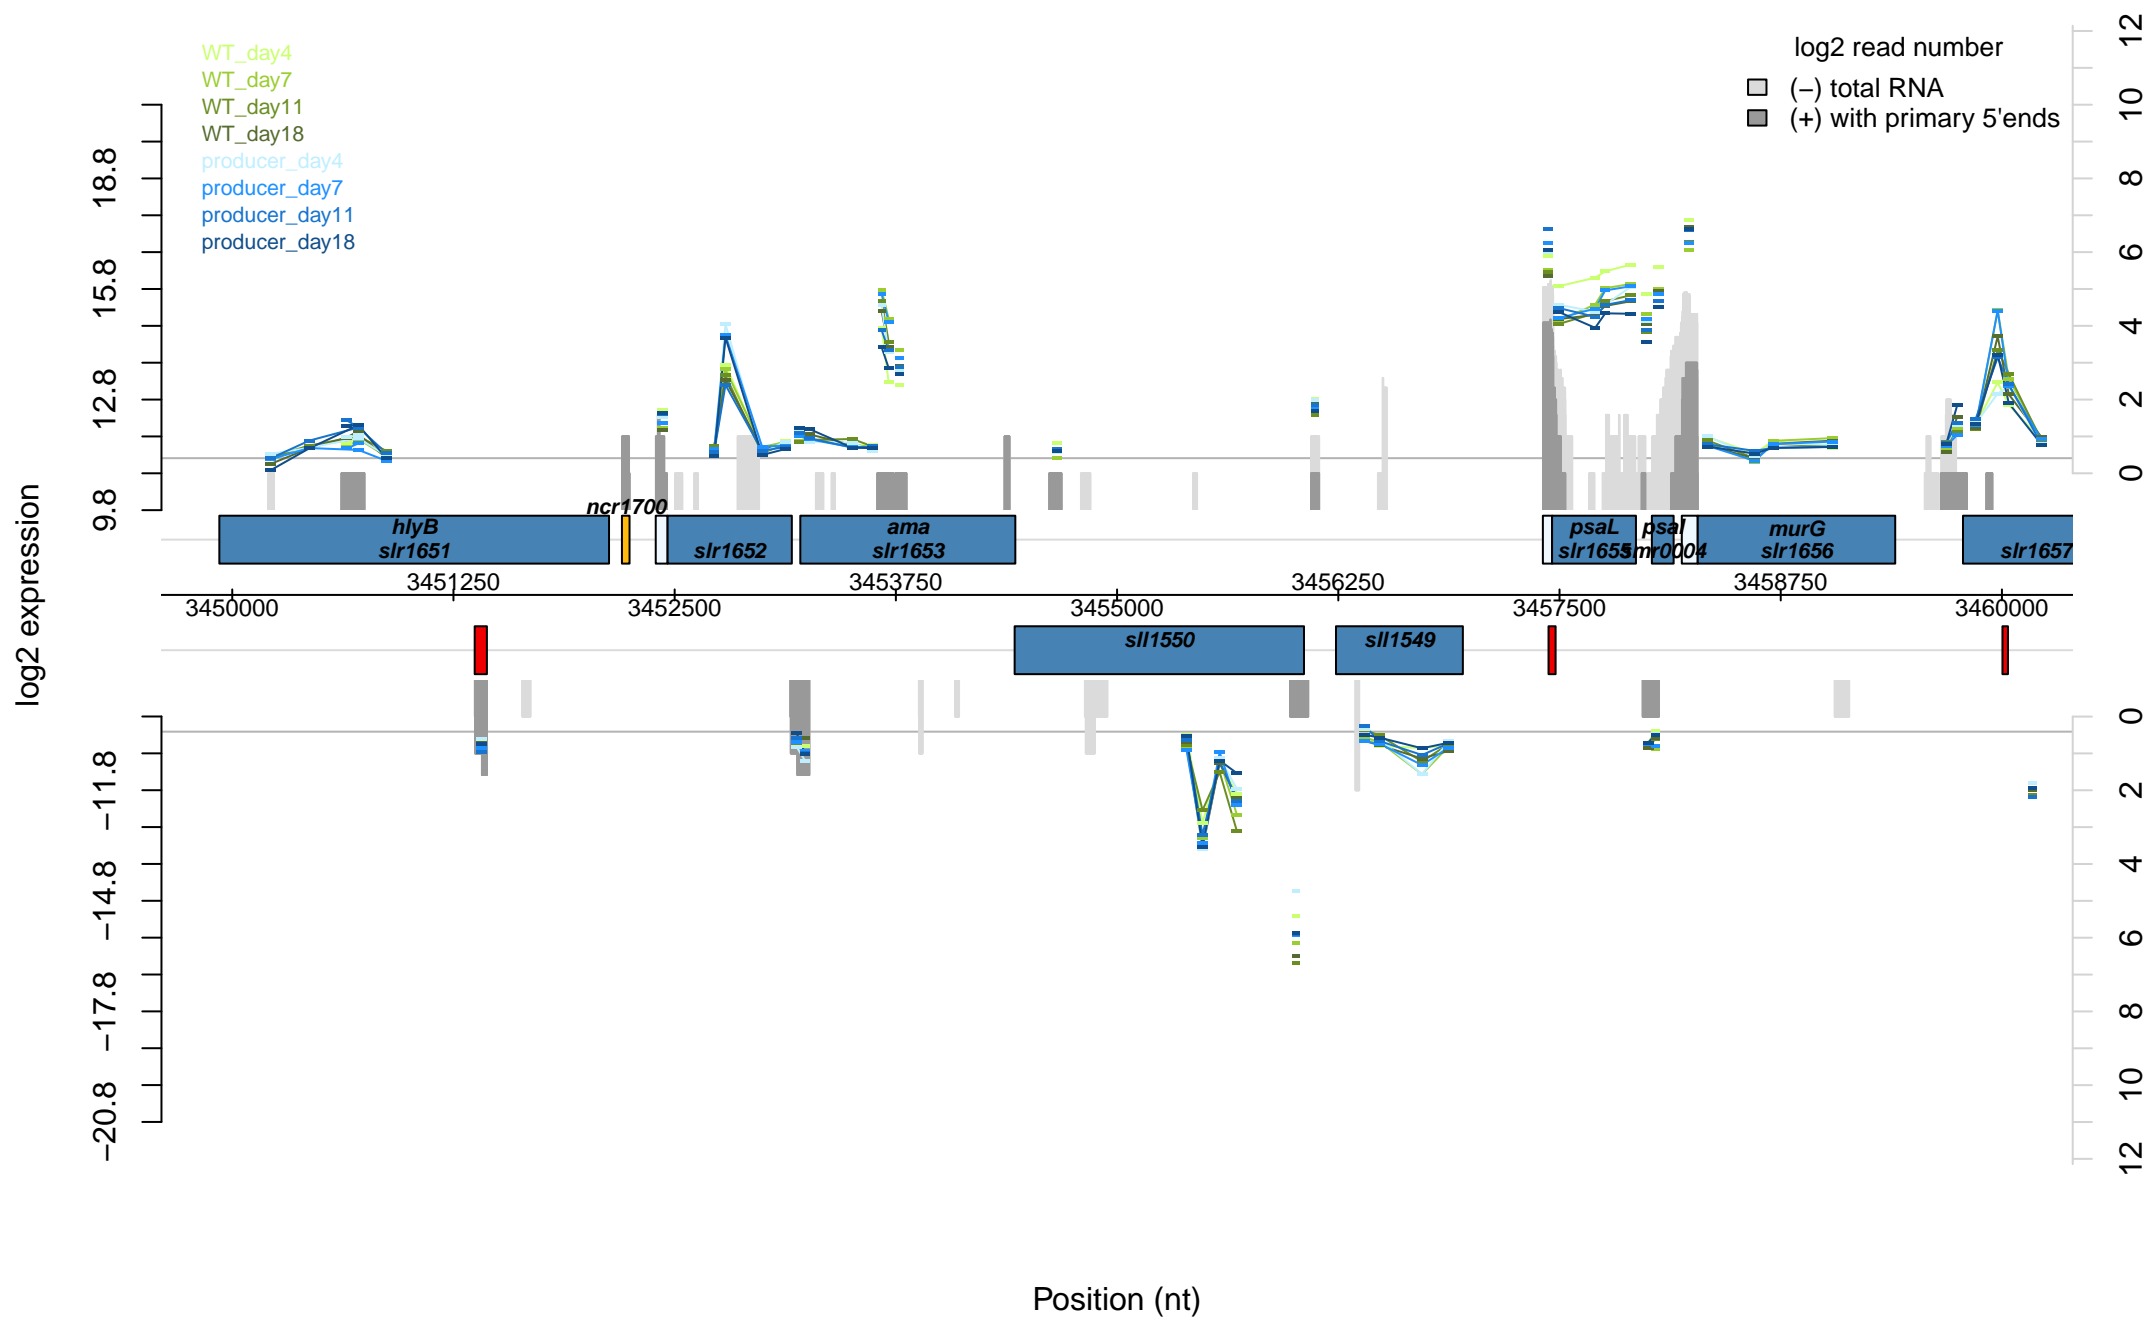 WT_day4
WT_day7
WT_day11
WT_day18
producer_day4
producer_day7
producer_day11
producer_day18
log2 read number
(−) total RNA
(+) with primary 5'ends
log2 expression
18.8
15.8
12.8
9.8
−11.8
−14.8
−17.8
−20.8
12
10
8
6
4
2
0
0
2
4
6
8
10
12
ncr1700
hlyB
slr1651
slr1652
ama
slr1653
psaL
slr1655
psaI
smr0004
murG
slr1656
slr1657
3451250
3453750
3456250
3458750
3450000
3452500
3455000
3457500
3460000
sll1550
sll1549
Position (nt)